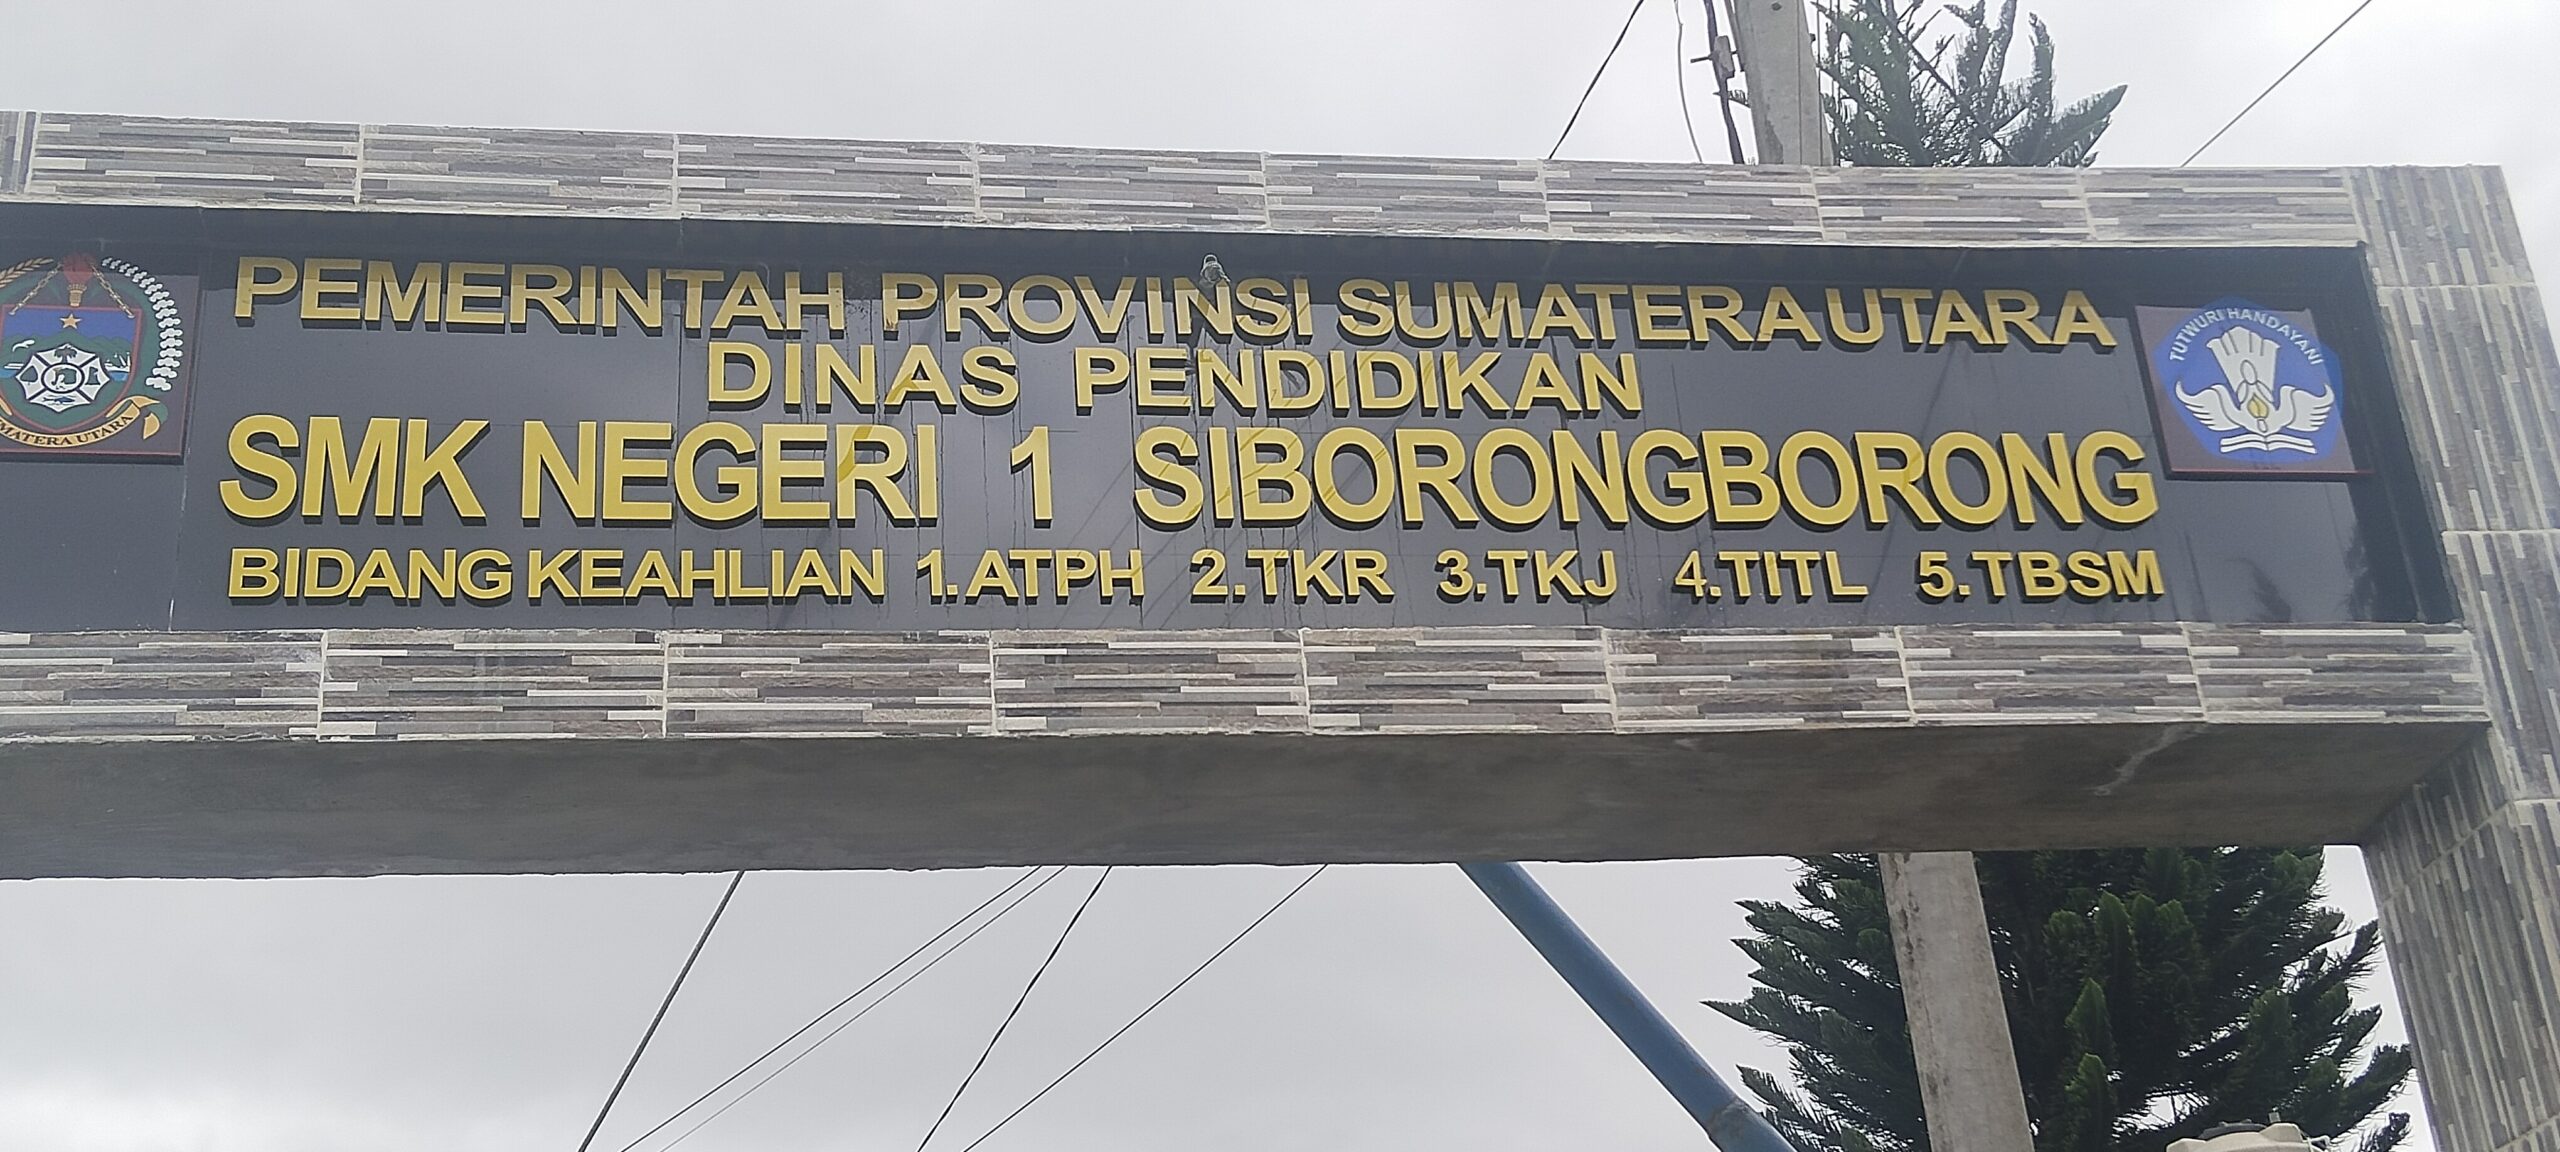 PEMERINTAH PROVINSI SUMATERA UTARA
DINAS PENDIDIKAN
SMK NEGERI 1 SIBORONGBORONG
BIDANG KEAHLIAN 1.ATPH 2.TKR 3.TKJ 4.TITL 5.TBSM
UTARA
TUTWURI HANDAYANI